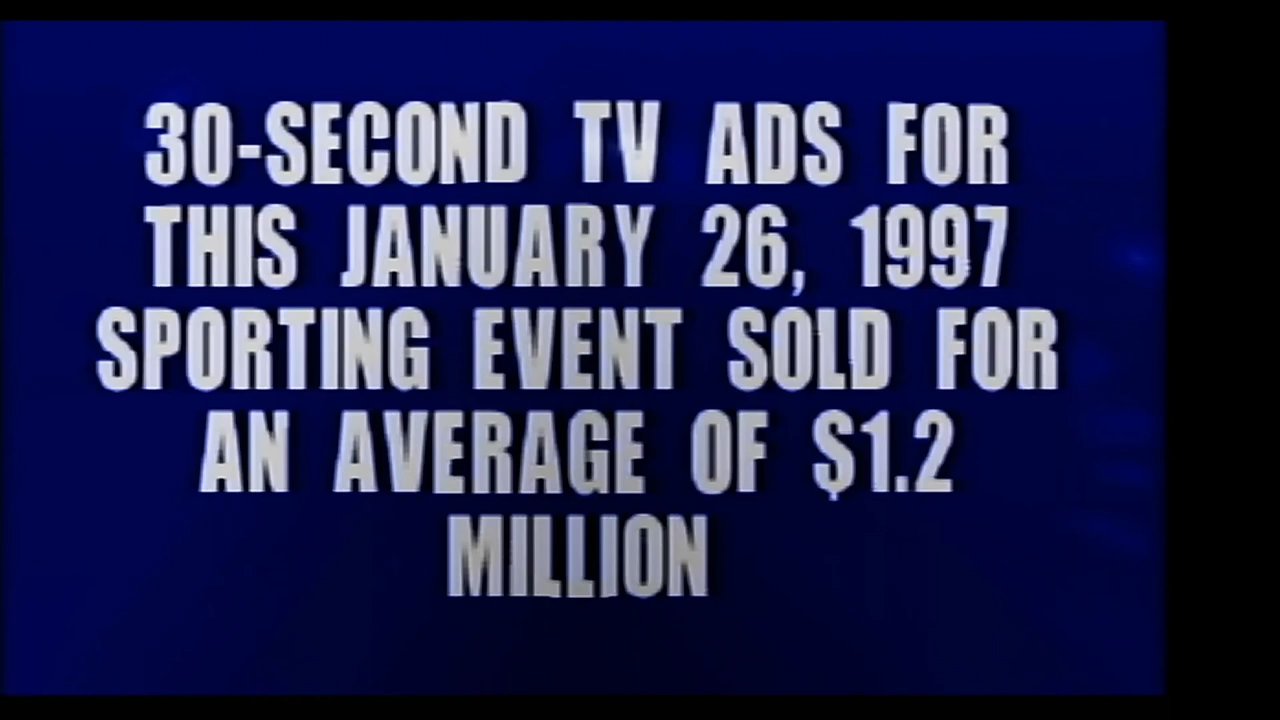 30-SECOND TV ADS FOR
THIS JANUARY 26, 1997
SPORTING EVENT SOLD FOR
AN AVERAGE OF $1.2
MILLION